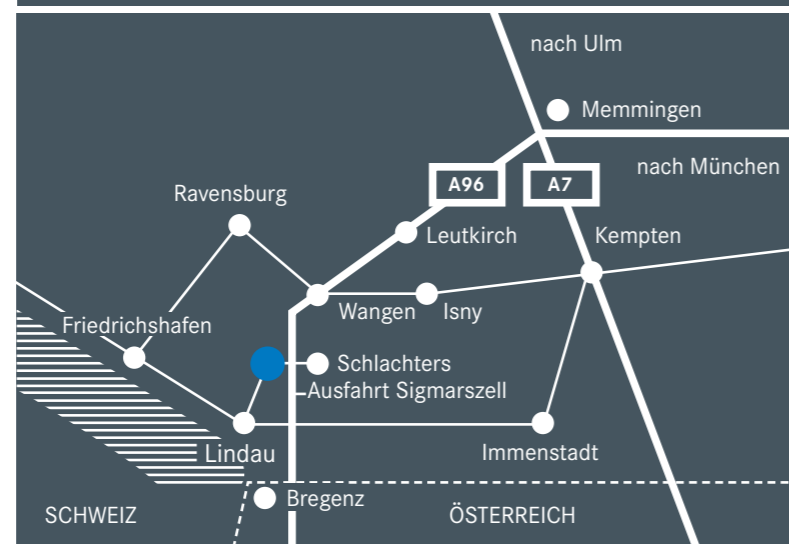 nach Ulm
Memmingen
nach München
A96
A7
Ravensburg
Leutkirch
Kempten
Wangen
Isny
Friedrichshafen
Schlachters
Ausfahrt Sigmarszell
Lindau
Immenstadt
Bregenz
SCHWEIZ
ÖSTERREICH